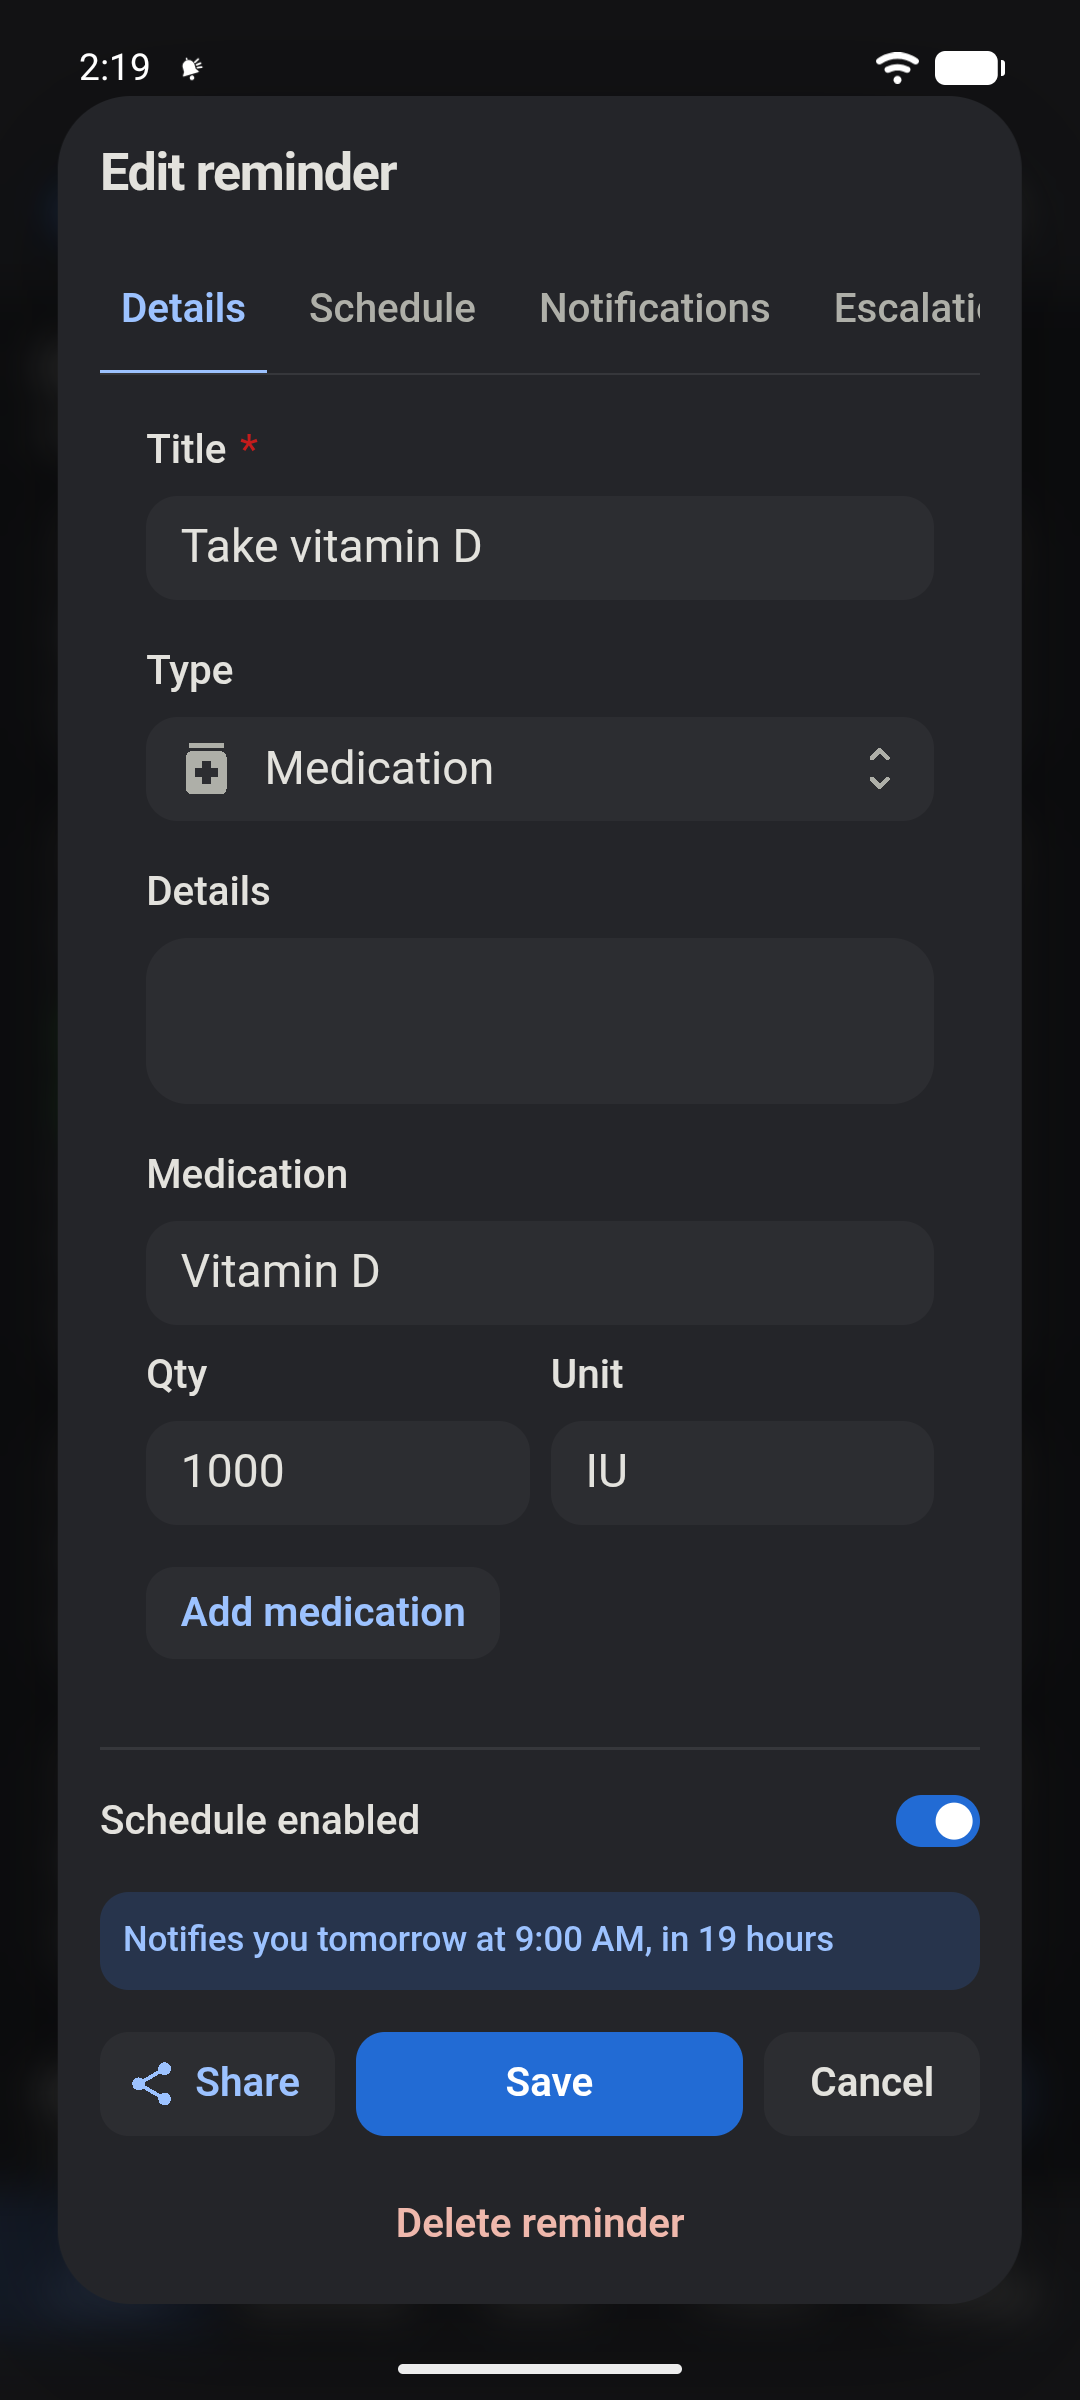 2:19
Edit reminder
Details Schedule Notifications Escalati
Title *
Take vitamin D
Type
Medication
Details
Medication
Vitamin D
Qty Unit
1000 IU
Add medication
Schedule enabled
Notifies you tomorrow at 9:00 AM, in 19 hours
Share Save Cancel
Delete reminder